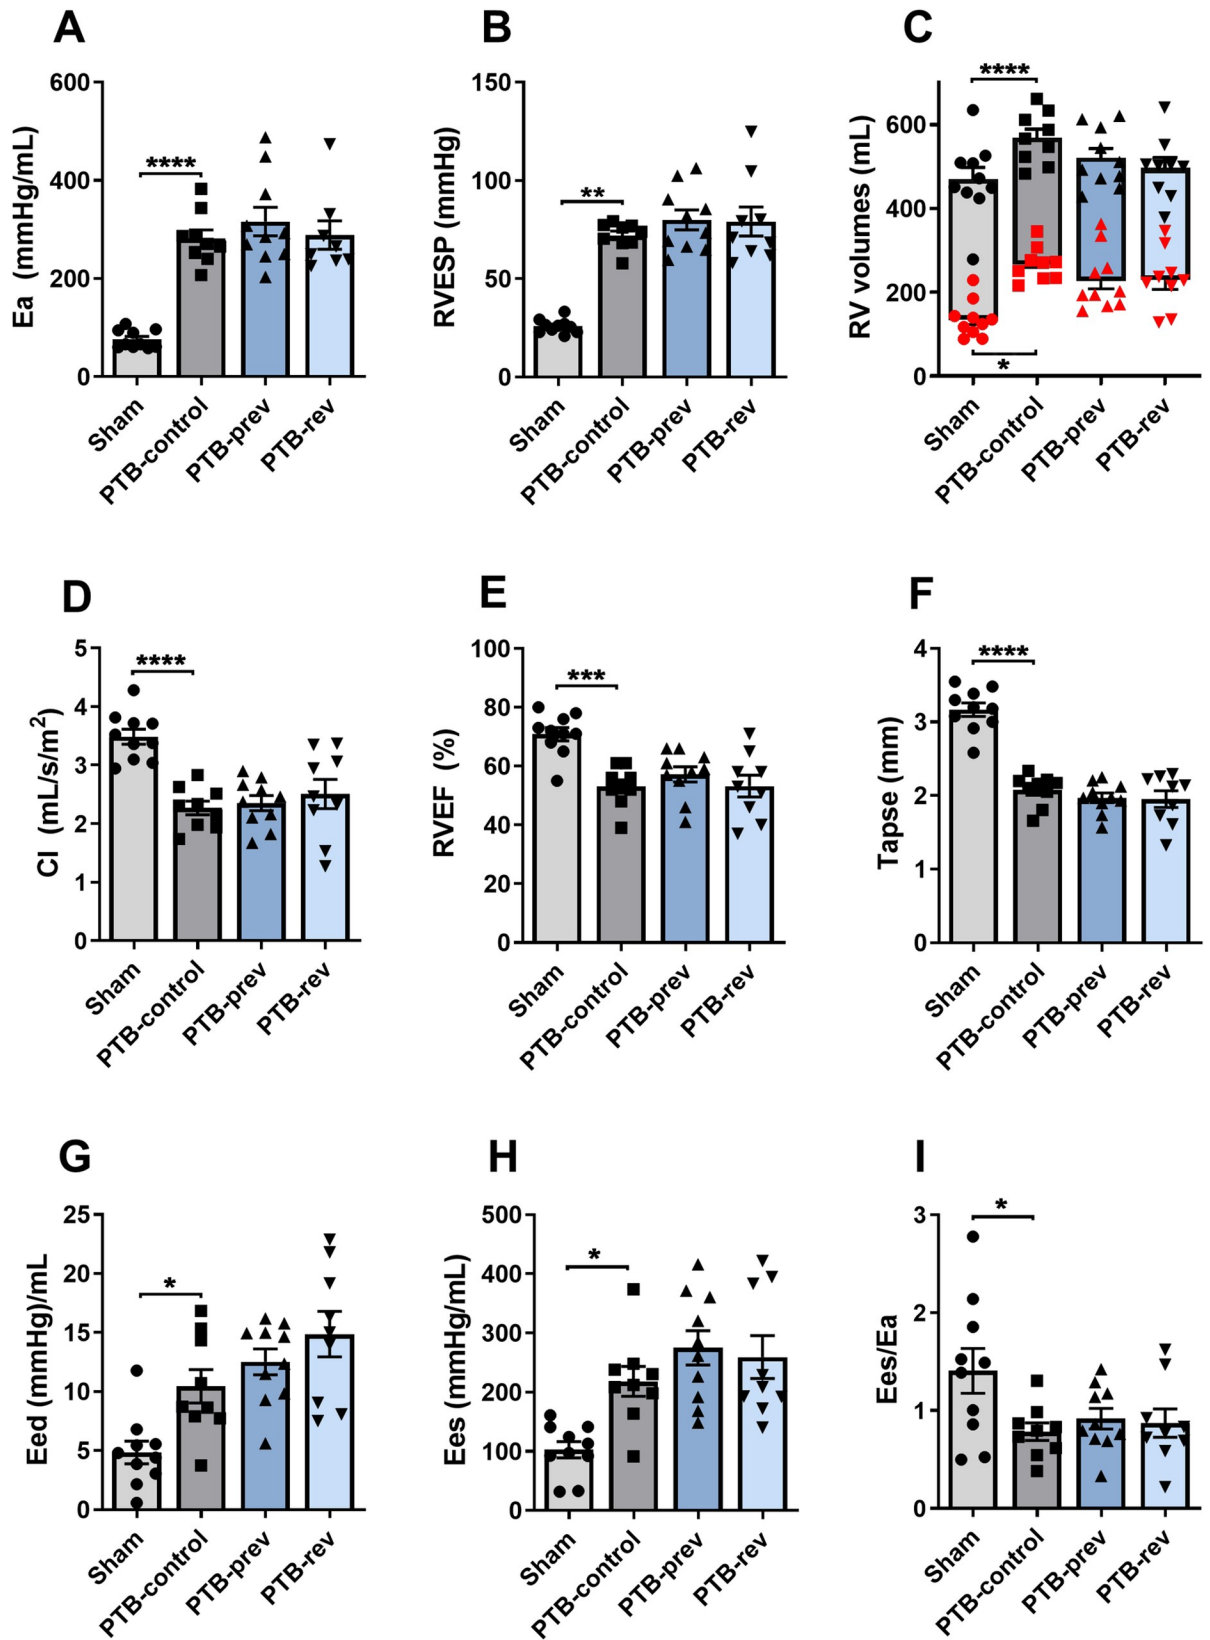 A
Ea (mmHg/mL)
600
400
200
0
****
Sham
PTB-control
PTB-prev
PTB-rev
B
RVESP (mmHg)
150
100
50
0
**
Sham
PTB-control
PTB-prev
PTB-rev
C
RV volumes (mL)
600
400
200
0
****
*
Sham
PTB-control
PTB-prev
PTB-rev
D
CI (mL/s/m²)
5
4
3
2
1
0
****
Sham
PTB-control
PTB-prev
PTB-rev
E
RVEF (%)
100
80
60
40
20
0
***
Sham
PTB-control
PTB-prev
PTB-rev
F
Tapse (mm)
4
3
2
1
0
****
Sham
PTB-control
PTB-prev
PTB-rev
G
Eed (mmHg)/mL
25
20
15
10
5
0
*
Sham
PTB-control
PTB-prev
PTB-rev
H
Ees (mmHg/mL)
500
400
300
200
100
0
*
Sham
PTB-control
PTB-prev
PTB-rev
I
Ees/Ea
3
2
1
0
*
Sham
PTB-control
PTB-prev
PTB-rev